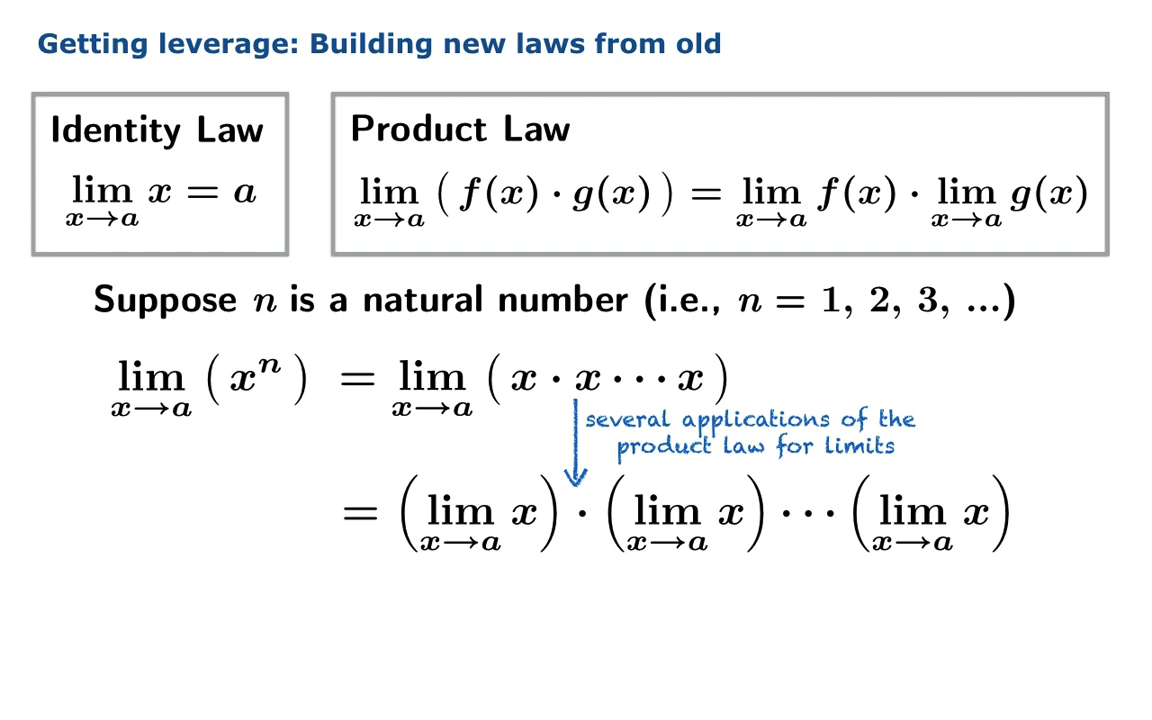 Getting leverage: Building new laws from old
Identity Law
lim x→a x = a
Product Law
lim x→a ( f(x) · g(x) ) = lim x→a f(x) · lim x→a g(x)
Suppose n is a natural number (i.e., n = 1, 2, 3, ...)
lim x→a ( xⁿ ) = lim x→a ( x · x · · · x )
several applications of the
product law for limits
= ( lim x→a x ) · ( lim x→a x ) · · · ( lim x→a x )